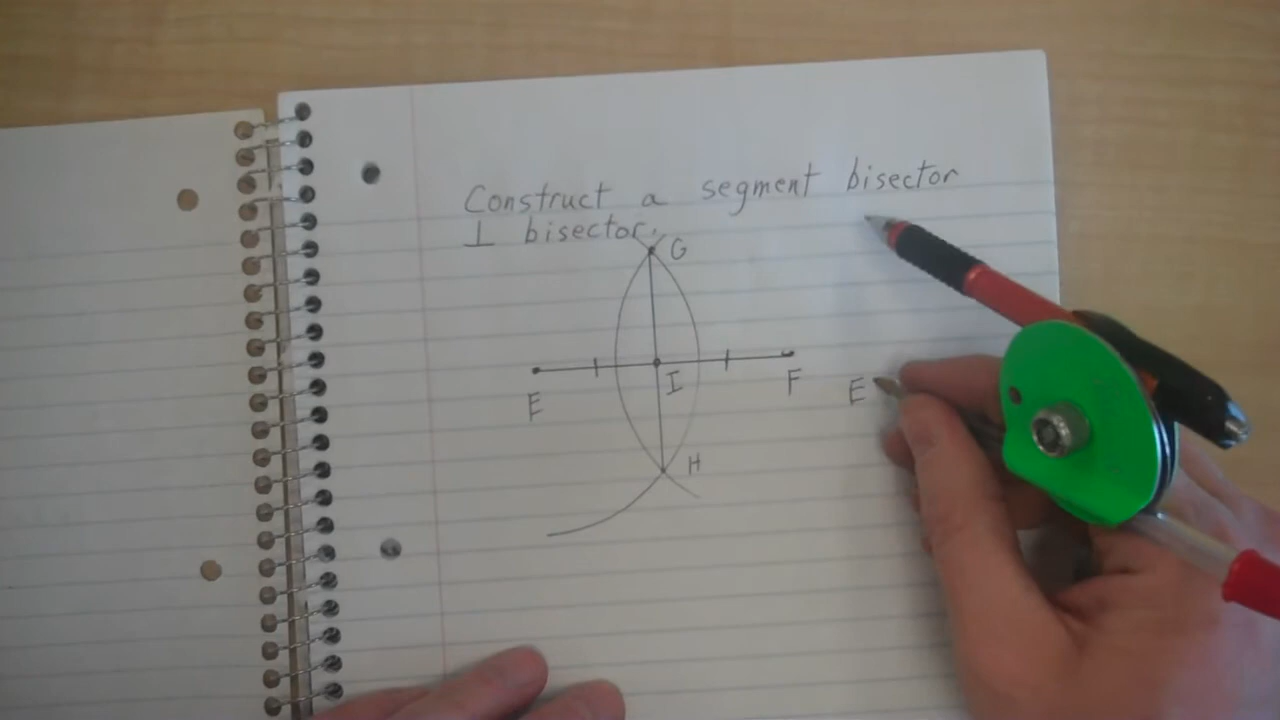 Construct a segment bisector
⊥ bisector.
G
E I F E
H